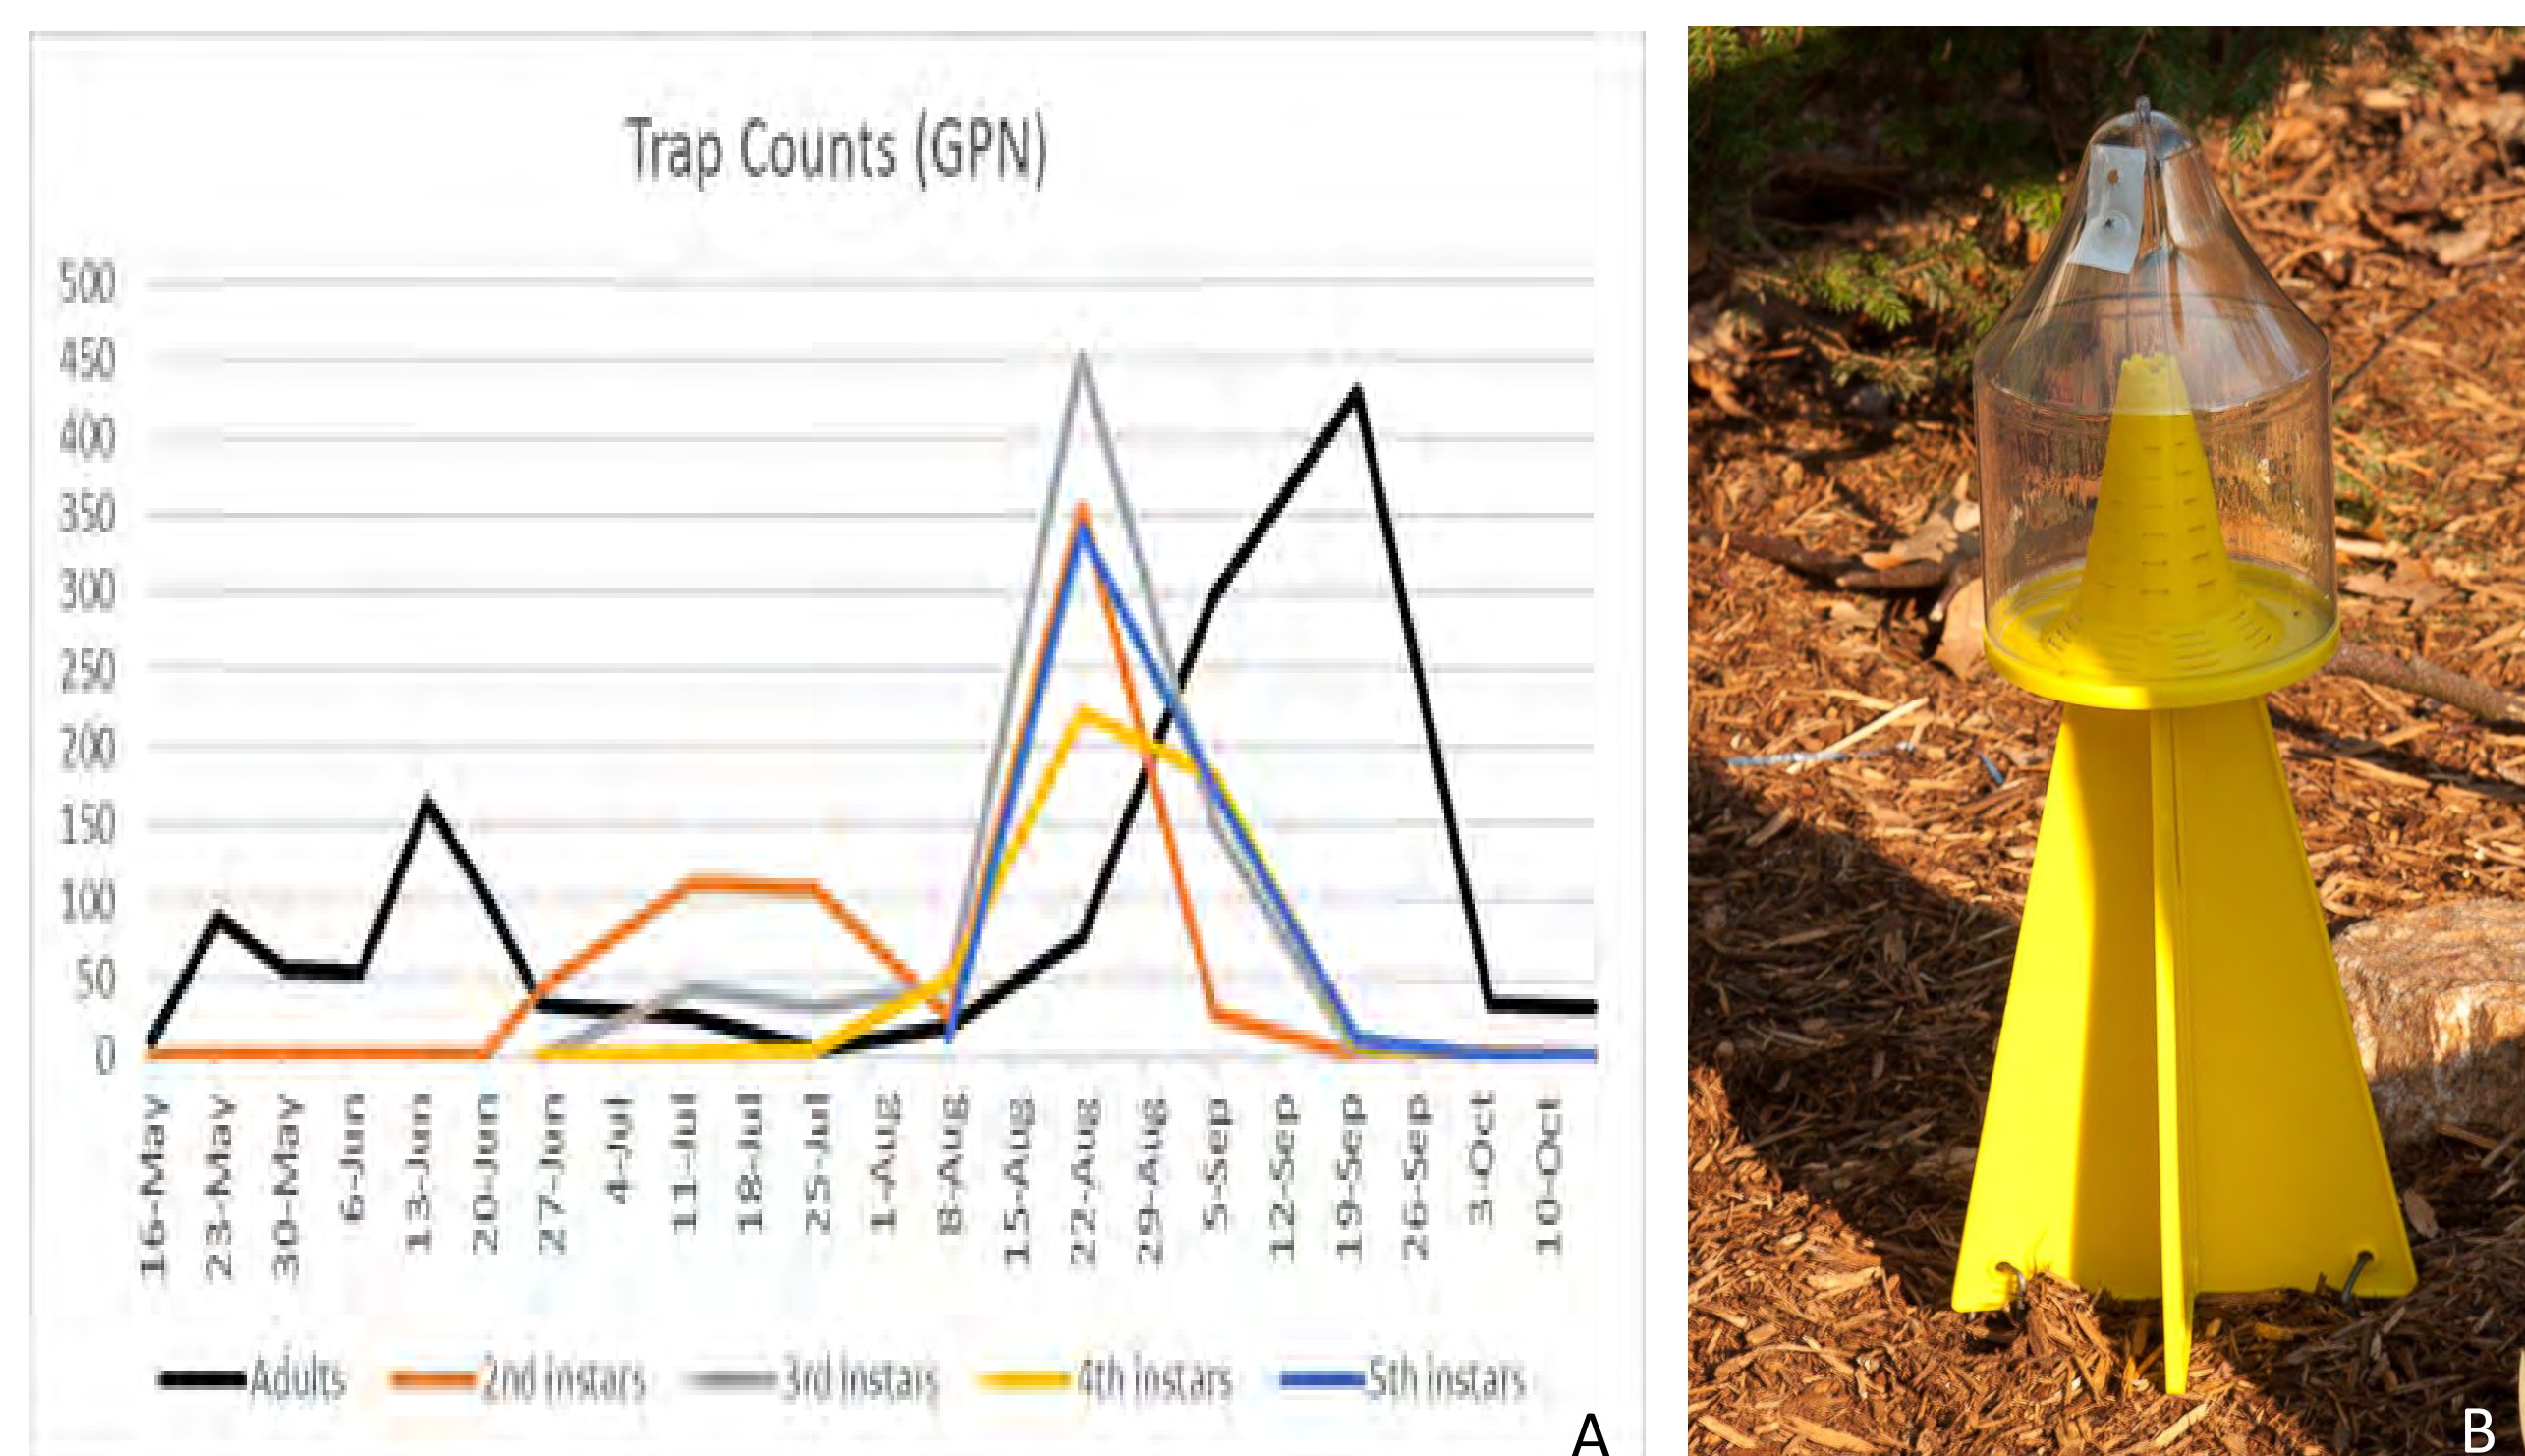 Trap Counts (GPN)
500
450
400
350
300
250
200
150
100
50
0
16-May
23-May
30-May
6-Jun
13-Jun
20-Jun
27-Jun
4-Jul
11-Jul
18-Jul
25-Jul
1-Aug
8-Aug
15-Aug
22-Aug
29-Aug
5-Sep
12-Sep
19-Sep
26-Sep
3-Oct
10-Oct
Adults 2nd instars 3rd instars 4th instars 5th instars
A
B